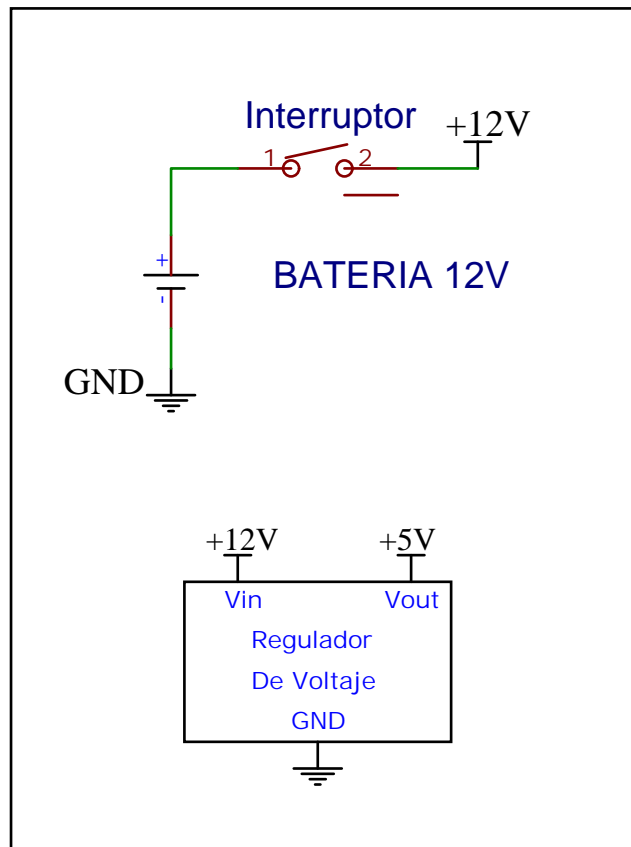 Interruptor
+12V
1 2
+
BATERIA 12V
-
GND
+12V +5V
Vin Vout
Regulador
De Voltaje
GND